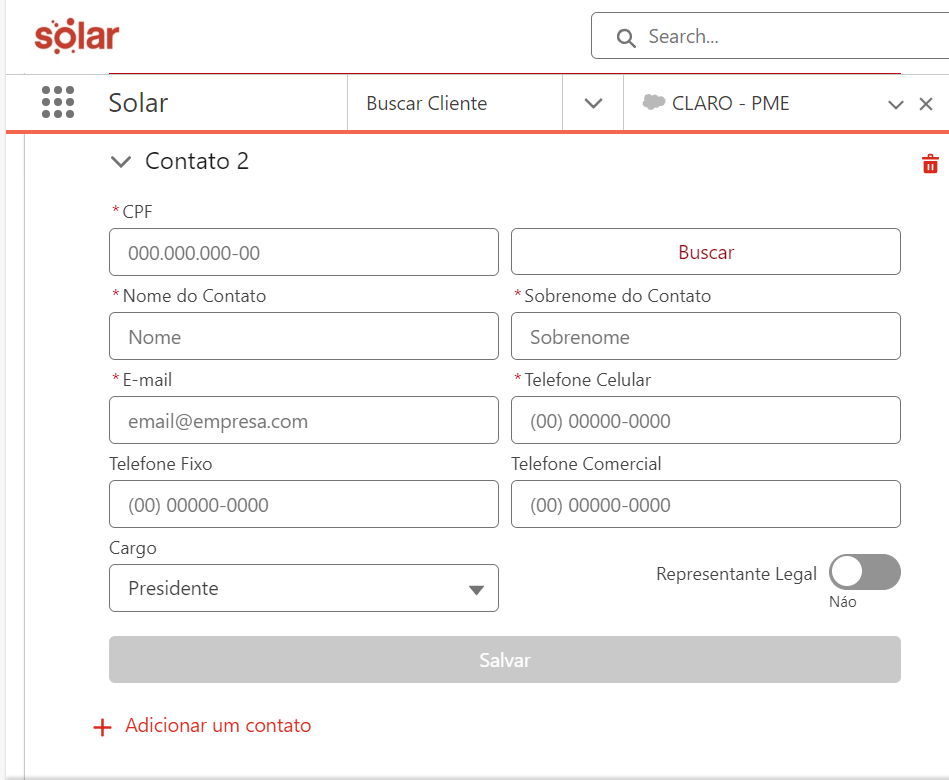 solar
Search...
Solar
Buscar Cliente
CLARO - PME
Contato 2
* CPF
000.000.000-00
Buscar
* Nome do Contato
* Sobrenome do Contato
Nome
Sobrenome
* E-mail
* Telefone Celular
email@empresa.com
(00) 00000-0000
Telefone Fixo
Telefone Comercial
(00) 00000-0000
(00) 00000-0000
Cargo
Presidente
Representante Legal
Náo
Salvar
+ Adicionar um contato